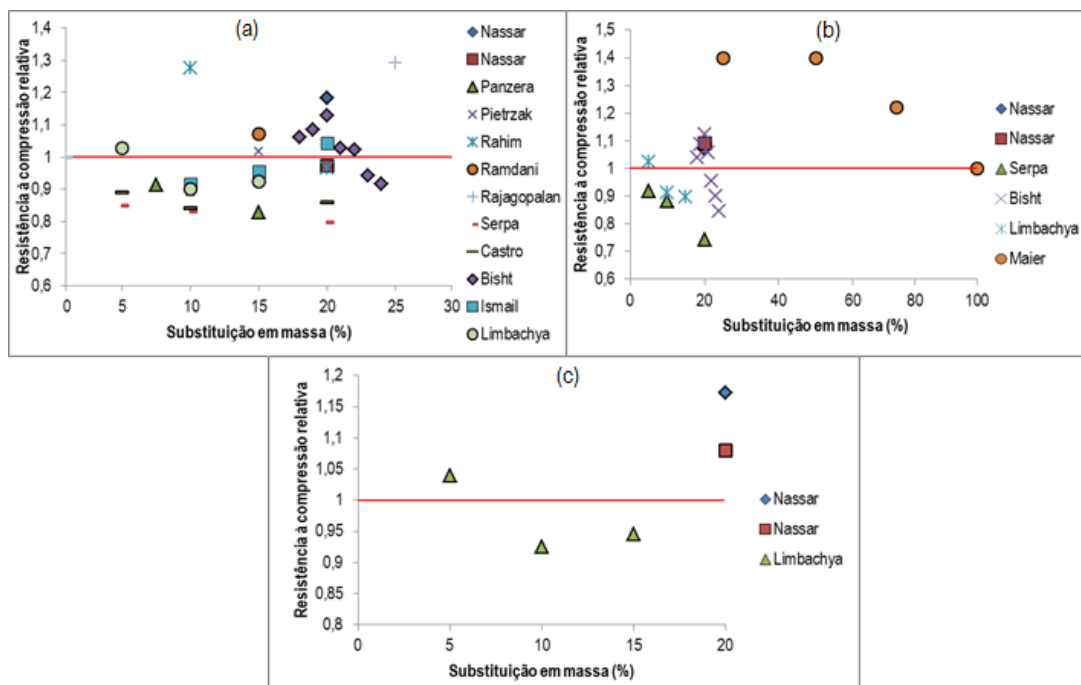 (a)
Resistência à compressão relativa
1,4
1,3
1,2
1,1
1
0,9
0,8
0,7
0,6
0 5 10 15 20 25 30
Substituição em massa (%)
Nassar
Nassar
Panzera
Pietrzak
Rahim
Ramdani
Rajagopalan
Serpa
Castro
Bisht
Ismail
Limbachya
(b)
Resistência à compressão relativa
1,5
1,4
1,3
1,2
1,1
1
0,9
0,8
0,7
0,6
0 20 40 60 80 100
Substituição em massa (%)
Nassar
Nassar
Serpa
Bisht
Limbachya
Maier
(c)
Resistência à compressão relativa
1,2
1,15
1,1
1,05
1
0,95
0,9
0,85
0,8
0 5 10 15 20
Substituição em massa (%)
Nassar
Nassar
Limbachya